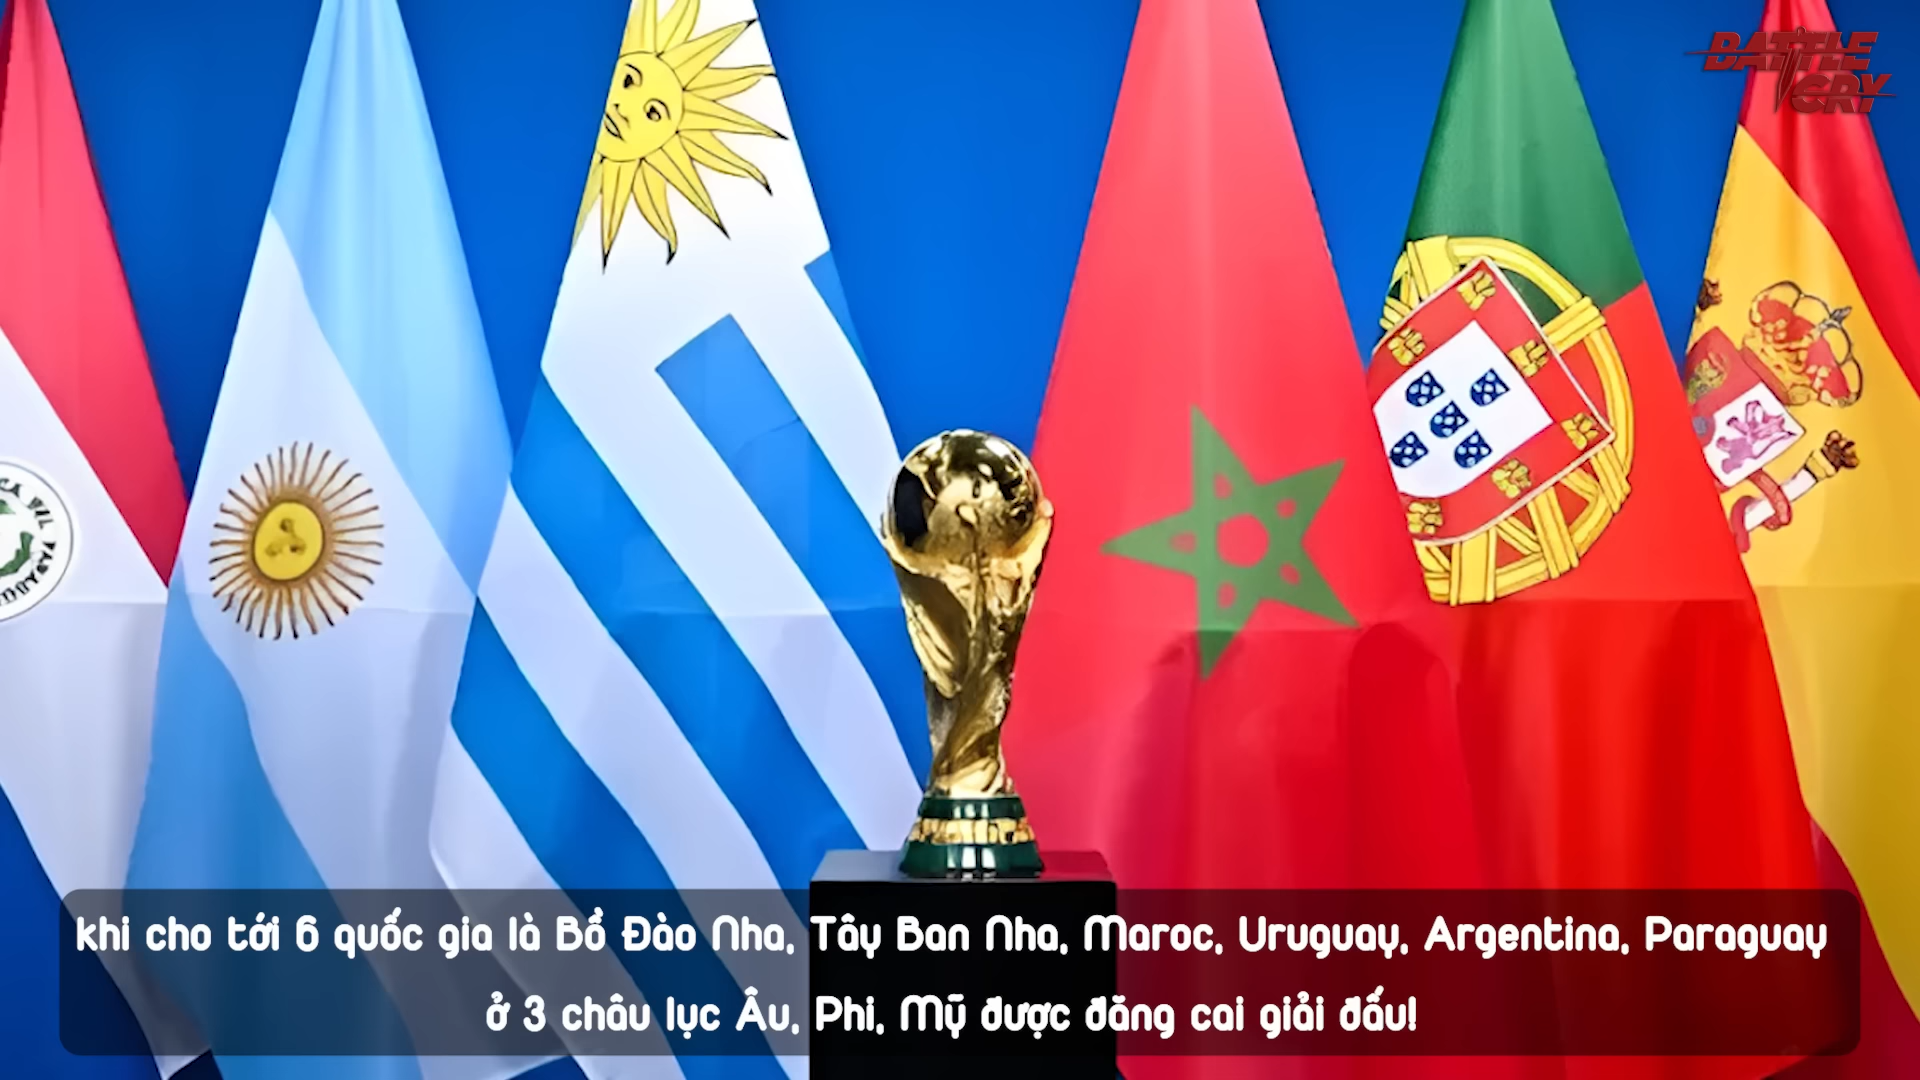 BATTLE
CRY
khi cho tới 6 quốc gia là Bồ Đào Nha, Tây Ban Nha, Maroc, Uruguay, Argentina, Paraguay
ở 3 châu lục Âu, Phi, Mỹ được đăng cai giải đấu!